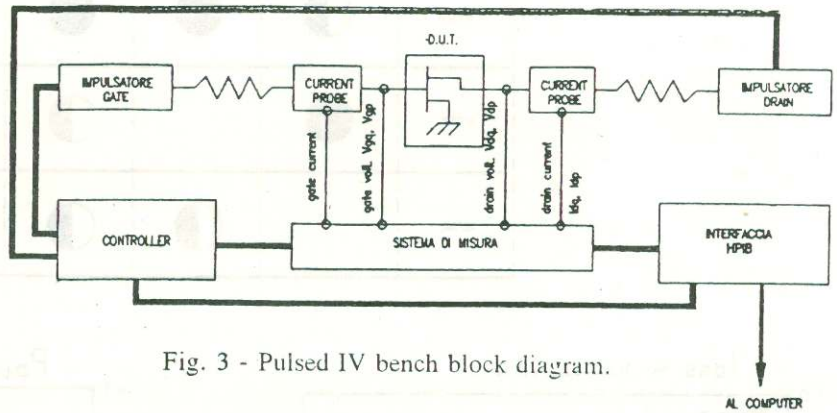 -D.U.T.
IMPULSATORE
GATE
CURRENT
PROBE
CURRENT
PROBE
IMPULSATORE
DRAIN
gate current
gate volt. Vgq, Vgp
drain volt. Vdq, Vdp
drain current
Idq, Idp
CONTROLLER
SISTEMA DI MISURA
INTERFACCIA
HPIB
Fig. 3 - Pulsed IV bench block diagram.
AL COMPUTER